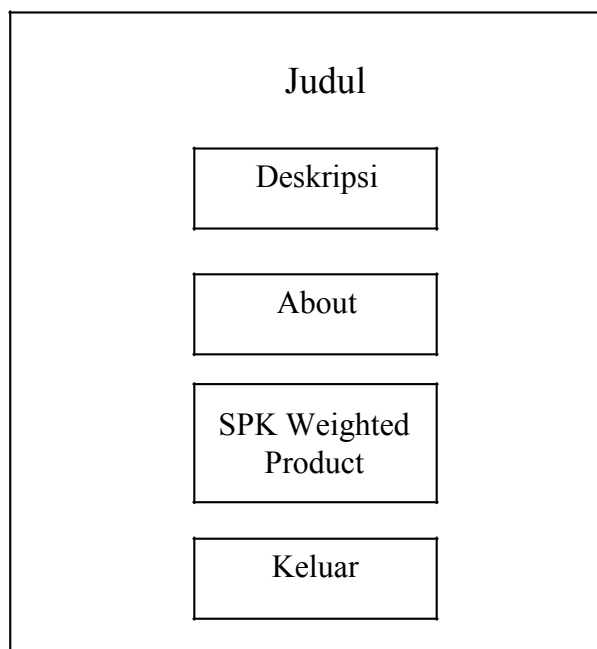 Judul
Deskripsi
About
SPK Weighted
Product
Keluar